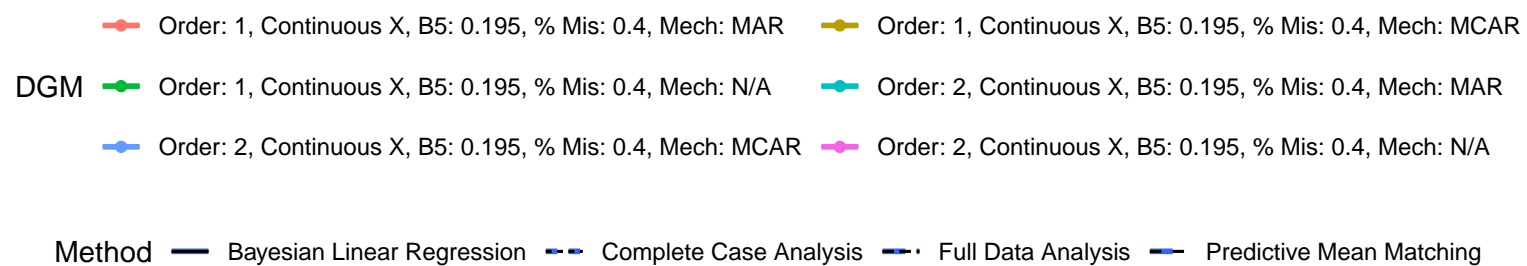 Order: 1, Continuous X, B5: 0.195, % Mis: 0.4, Mech: MAR Order: 1, Continuous X, B5: 0.195, % Mis: 0.4, Mech: MCAR
DGM Order: 1, Continuous X, B5: 0.195, % Mis: 0.4, Mech: N/A Order: 2, Continuous X, B5: 0.195, % Mis: 0.4, Mech: MAR
Order: 2, Continuous X, B5: 0.195, % Mis: 0.4, Mech: MCAR Order: 2, Continuous X, B5: 0.195, % Mis: 0.4, Mech: N/A
Method Bayesian Linear Regression Complete Case Analysis Full Data Analysis Predictive Mean Matching